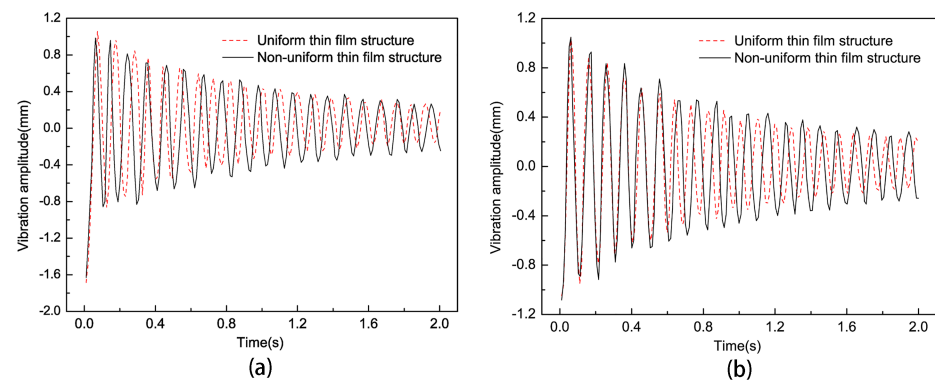 1.2
0.8
0.4
0.0
-0.4
-0.8
-1.2
-1.6
-2.0
Vibration amplitude(mm)
Uniform thin film structure
Non-uniform thin film structure
0.0 0.4 0.8 1.2 1.6 2.0
Time(s)
(a)
1.2
0.8
0.4
0.0
-0.4
-0.8
-1.2
Vibration amplitude(mm)
Uniform thin film structure
Non-uniform thin film structure
0.0 0.4 0.8 1.2 1.6 2.0
Time(s)
(b)